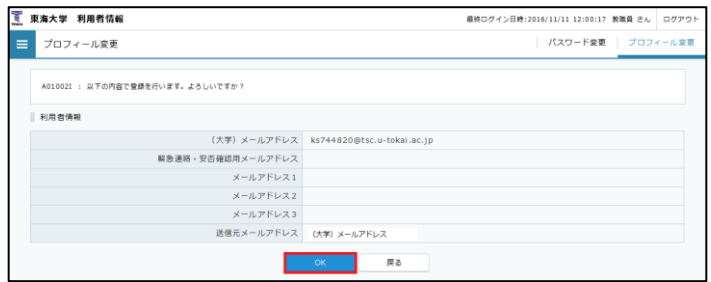 東海大学 利用者情報
最終ログイン日時:2016/11/11 12:00:17 教職員 さん ログアウト
プロフィール変更
パスワード変更 プロフィール変更
A01002I : 以下の内容で登録を行います。よろしいですか?
利用者情報
(大学) メールアドレス ks744820@tsc.u-tokai.ac.jp
緊急連絡・安否確認用メールアドレス
メールアドレス1
メールアドレス2
メールアドレス3
送信元メールアドレス (大学) メールアドレス
OK 戻る